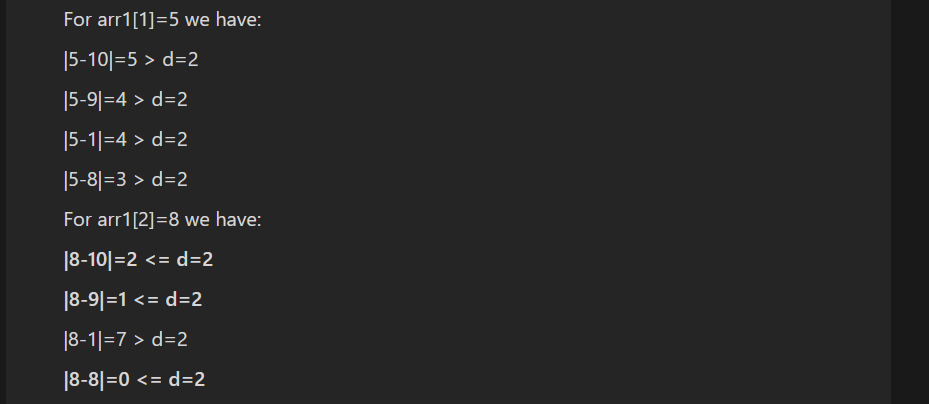 For arr1[1]=5 we have:
|5-10|=5 > d=2
|5-9|=4 > d=2
|5-1|=4 > d=2
|5-8|=3 > d=2
For arr1[2]=8 we have:
|8-10|=2 <= d=2
|8-9|=1 <= d=2
|8-1|=7 > d=2
|8-8|=0 <= d=2